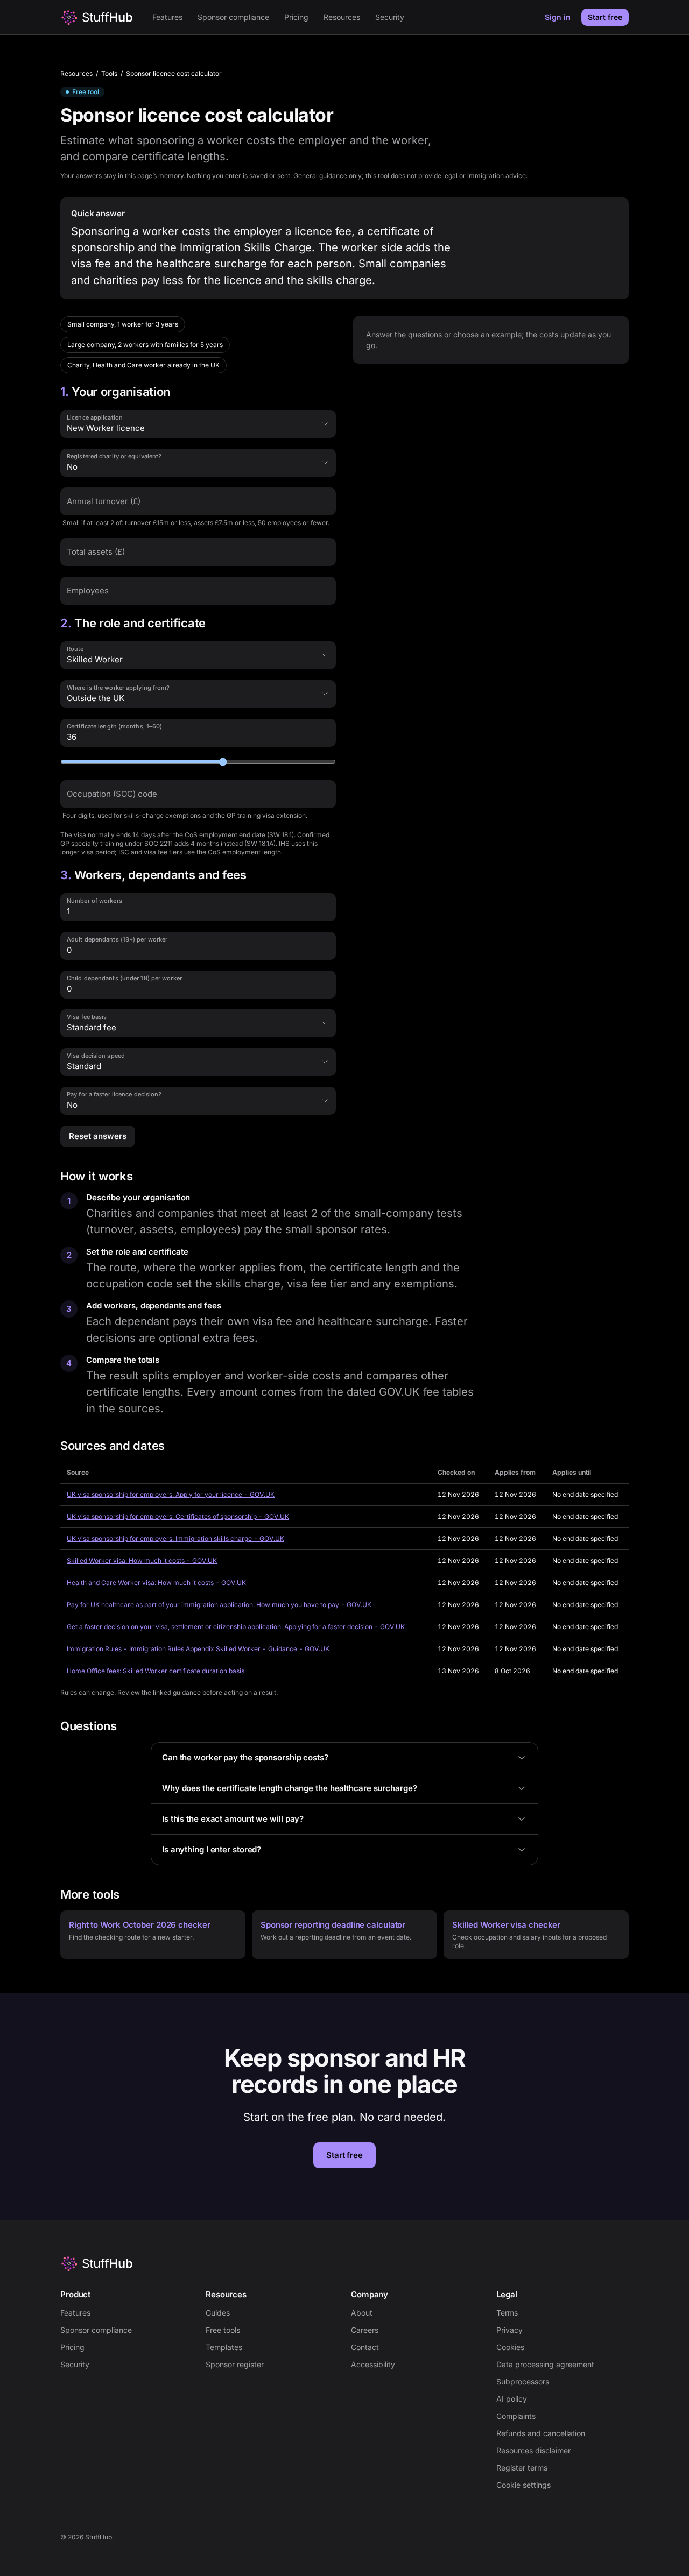 StuffHub
Features
Sponsor compliance
Pricing
Resources
Security
Sign in
Start free
Resources / Tools / Sponsor licence cost calculator
Free tool
Sponsor licence cost calculator
Estimate what sponsoring a worker costs the employer and the worker,
and compare certificate lengths.
Your answers stay in this page's memory. Nothing you enter is saved or sent. General guidance only; this tool does not provide legal or immigration advice.
Quick answer
Sponsoring a worker costs the employer a licence fee, a certificate of
sponsorship and the Immigration Skills Charge. The worker side adds the
visa fee and the healthcare surcharge for each person. Small companies
and charities pay less for the licence and the skills charge.
Small company, 1 worker for 3 years
Large company, 2 workers with families for 5 years
Charity, Health and Care worker already in the UK
Answer the questions or choose an example; the costs update as you
go.
1. Your organisation
Licence application
New Worker licence
Registered charity or equivalent?
No
Annual turnover (£)
Small if at least 2 of: turnover £15m or less, assets £7.5m or less, 50 employees or fewer.
Total assets (£)
Employees
2. The role and certificate
Route
Skilled Worker
Where is the worker applying from?
Outside the UK
Certificate length (months, 1–60)
36
Occupation (SOC) code
Four digits, used for skills-charge exemptions and the GP training visa extension.
The visa normally ends 14 days after the CoS employment end date (SW 18.1). Confirmed
GP specialty training under SOC 2211 adds 4 months instead (SW 18.1A). IHS uses this
longer visa period; ISC and visa fee tiers use the CoS employment length.
3. Workers, dependants and fees
Number of workers
1
Adult dependants (18+) per worker
0
Child dependants (under 18) per worker
0
Visa fee basis
Standard fee
Visa decision speed
Standard
Pay for a faster licence decision?
No
Reset answers
How it works
1
Describe your organisation
Charities and companies that meet at least 2 of the small-company tests
(turnover, assets, employees) pay the small sponsor rates.
2
Set the role and certificate
The route, where the worker applies from, the certificate length and the
occupation code set the skills charge, visa fee tier and any exemptions.
3
Add workers, dependants and fees
Each dependant pays their own visa fee and healthcare surcharge. Faster
decisions are optional extra fees.
4
Compare the totals
The result splits employer and worker-side costs and compares other
certificate lengths. Every amount comes from the dated GOV.UK fee tables
in the sources.
Sources and dates
Source Checked on Applies from Applies until
UK visa sponsorship for employers: Apply for your licence - GOV.UK 12 Nov 2026 12 Nov 2026 No end date specified
UK visa sponsorship for employers: Certificates of sponsorship - GOV.UK 12 Nov 2026 12 Nov 2026 No end date specified
UK visa sponsorship for employers: Immigration skills charge - GOV.UK 12 Nov 2026 12 Nov 2026 No end date specified
Skilled Worker visa: How much it costs - GOV.UK 12 Nov 2026 12 Nov 2026 No end date specified
Health and Care Worker visa: How much it costs - GOV.UK 12 Nov 2026 12 Nov 2026 No end date specified
Pay for UK healthcare as part of your immigration application: How much you have to pay - GOV.UK 12 Nov 2026 12 Nov 2026 No end date specified
Get a faster decision on your visa, settlement or citizenship application: Applying for a faster decision - GOV.UK 12 Nov 2026 12 Nov 2026 No end date specified
Immigration Rules - Immigration Rules Appendix Skilled Worker - Guidance - GOV.UK 12 Nov 2026 12 Nov 2026 No end date specified
Home Office fees: Skilled Worker certificate duration basis 13 Nov 2026 8 Oct 2026 No end date specified
Rules can change. Review the linked guidance before acting on a result.
Questions
Can the worker pay the sponsorship costs?
Why does the certificate length change the healthcare surcharge?
Is this the exact amount we will pay?
Is anything I enter stored?
More tools
Right to Work October 2026 checker
Find the checking route for a new starter.
Sponsor reporting deadline calculator
Work out a reporting deadline from an event date.
Skilled Worker visa checker
Check occupation and salary inputs for a proposed
role.
Keep sponsor and HR
records in one place
Start on the free plan. No card needed.
Start free
StuffHub
Product
Features
Sponsor compliance
Pricing
Security
Resources
Guides
Free tools
Templates
Sponsor register
Company
About
Careers
Contact
Accessibility
Legal
Terms
Privacy
Cookies
Data processing agreement
Subprocessors
AI policy
Complaints
Refunds and cancellation
Resources disclaimer
Register terms
Cookie settings
© 2026 StuffHub.